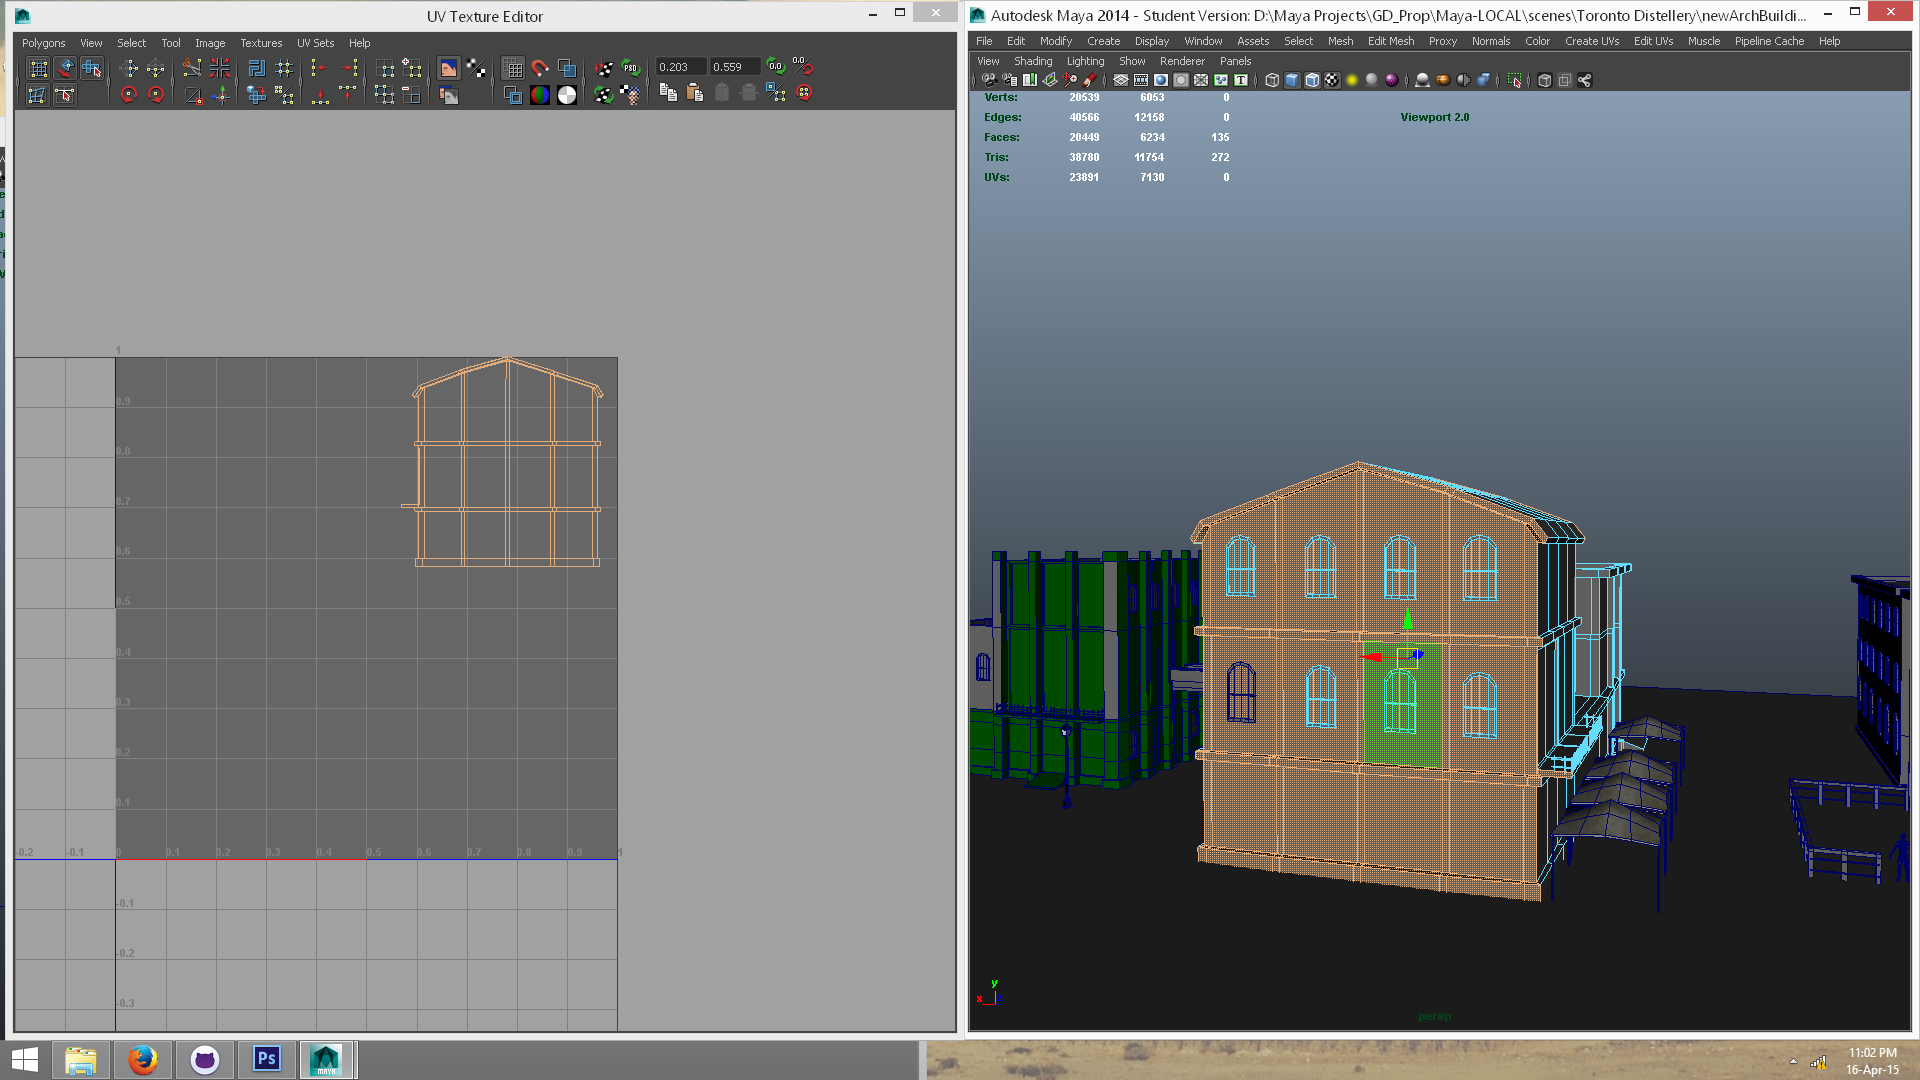 UV Texture Editor
Polygons View Select Tool Image Textures UV Sets Help
0.203 0.559
1
0.9
0.8
0.7
0.6
0.5
0.4
0.3
0.2
0.1
-0.2 -0.1 0 0.1 0.2 0.3 0.4 0.5 0.6 0.7 0.8 0.9 1
-0.1
-0.2
-0.3
Autodesk Maya 2014 - Student Version: D:\Maya Projects\GD_Prop\Maya-LOCAL\scenes\Toronto Distellery\newArchBuildi...
File Edit Modify Create Display Window Assets Select Mesh Edit Mesh Proxy Normals Color Create UVs Edit UVs Muscle Pipeline Cache Help
View Shading Lighting Show Renderer Panels
Verts: 20539 6053 0
Edges: 40566 12158 0
Faces: 20449 6234 135
Tris: 38780 11754 272
UVs: 23891 7130 0
Viewport 2.0
y
x
persp
Ps
MAYA
11:02 PM
16-Apr-15